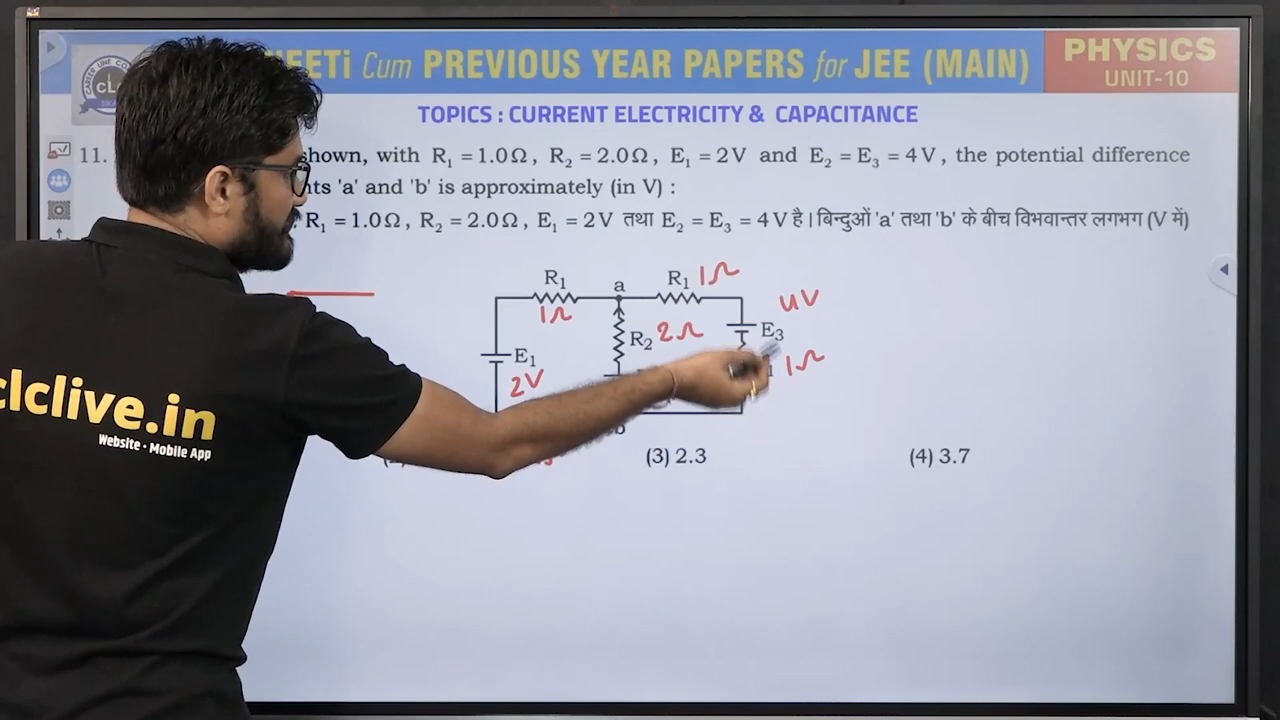 PREVIOUS YEAR PAPERS for JEE (MAIN)
Cum
PHYSICS
UNIT-10
TOPICS : CURRENT ELECTRICITY & CAPACITANCE
11.
shown, with R₁ = 1.0Ω, R₂ = 2.0Ω, E₁ = 2V and E₂ = E₃ = 4V, the potential difference
'a' and 'b' is approximately (in V) :
R₁ = 1.0Ω, R₂ = 2.0Ω, E₁ = 2V तथा E₂ = E₃ = 4V है। बिन्दुओं 'a' तथा 'b' के बीच विभवान्तर लगभग (V में)
R₁ a R₁ 1Ω
1Ω 4V
R₂ 2Ω E₃
E₁ 1Ω
2V
b
(3) 2.3 (4) 3.7
clclive.in
Website • Mobile App